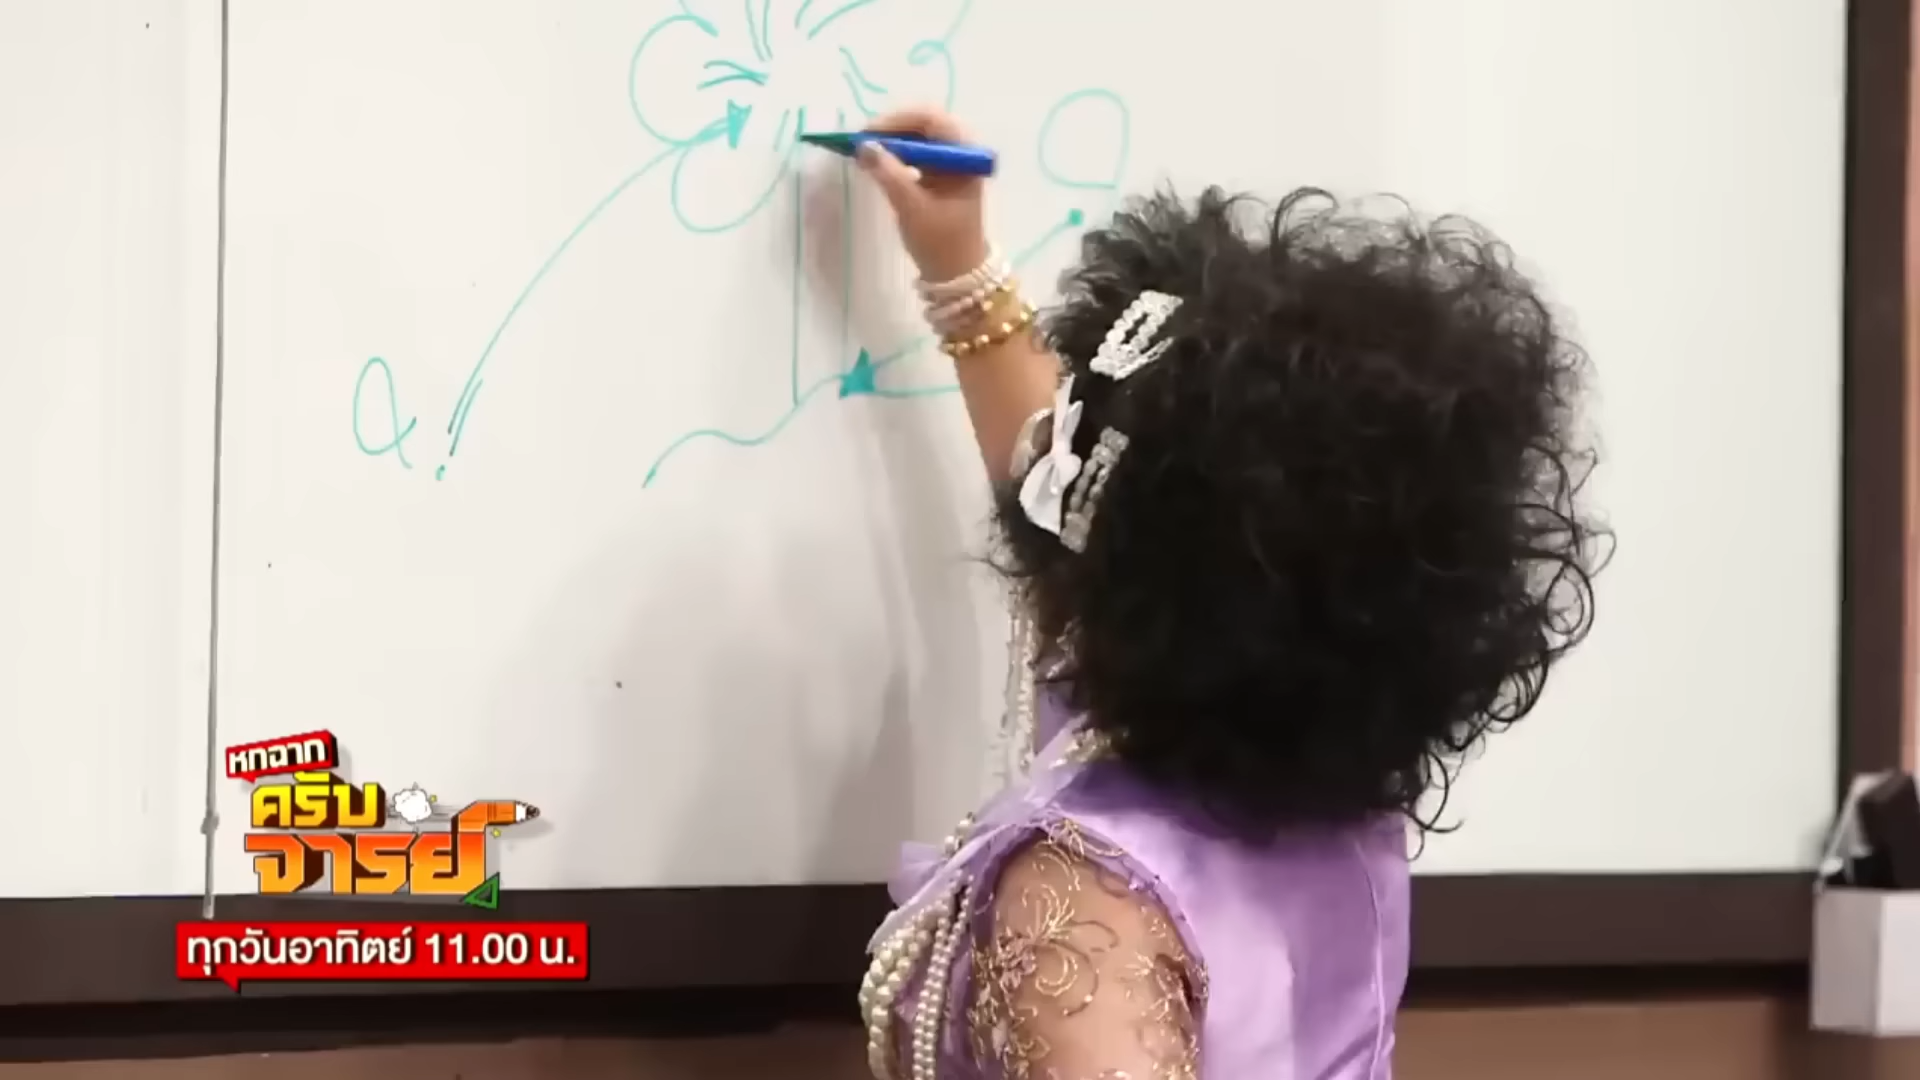 หกฉาก
ครับ
จารย์
ทุกวันอาทิตย์ 11.00 น.